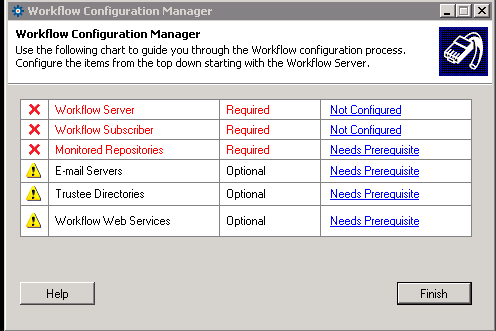 Workflow Configuration Manager
Workflow Configuration Manager
Use the following chart to guide you through the Workflow configuration process.
Configure the items from the top down starting with the Workflow Server.
Workflow Server Required Not Configured
Workflow Subscriber Required Not Configured
Monitored Repositories Required Needs Prerequisite
E-mail Servers Optional Needs Prerequisite
Trustee Directories Optional Needs Prerequisite
Workflow Web Services Optional Needs Prerequisite
Help Finish